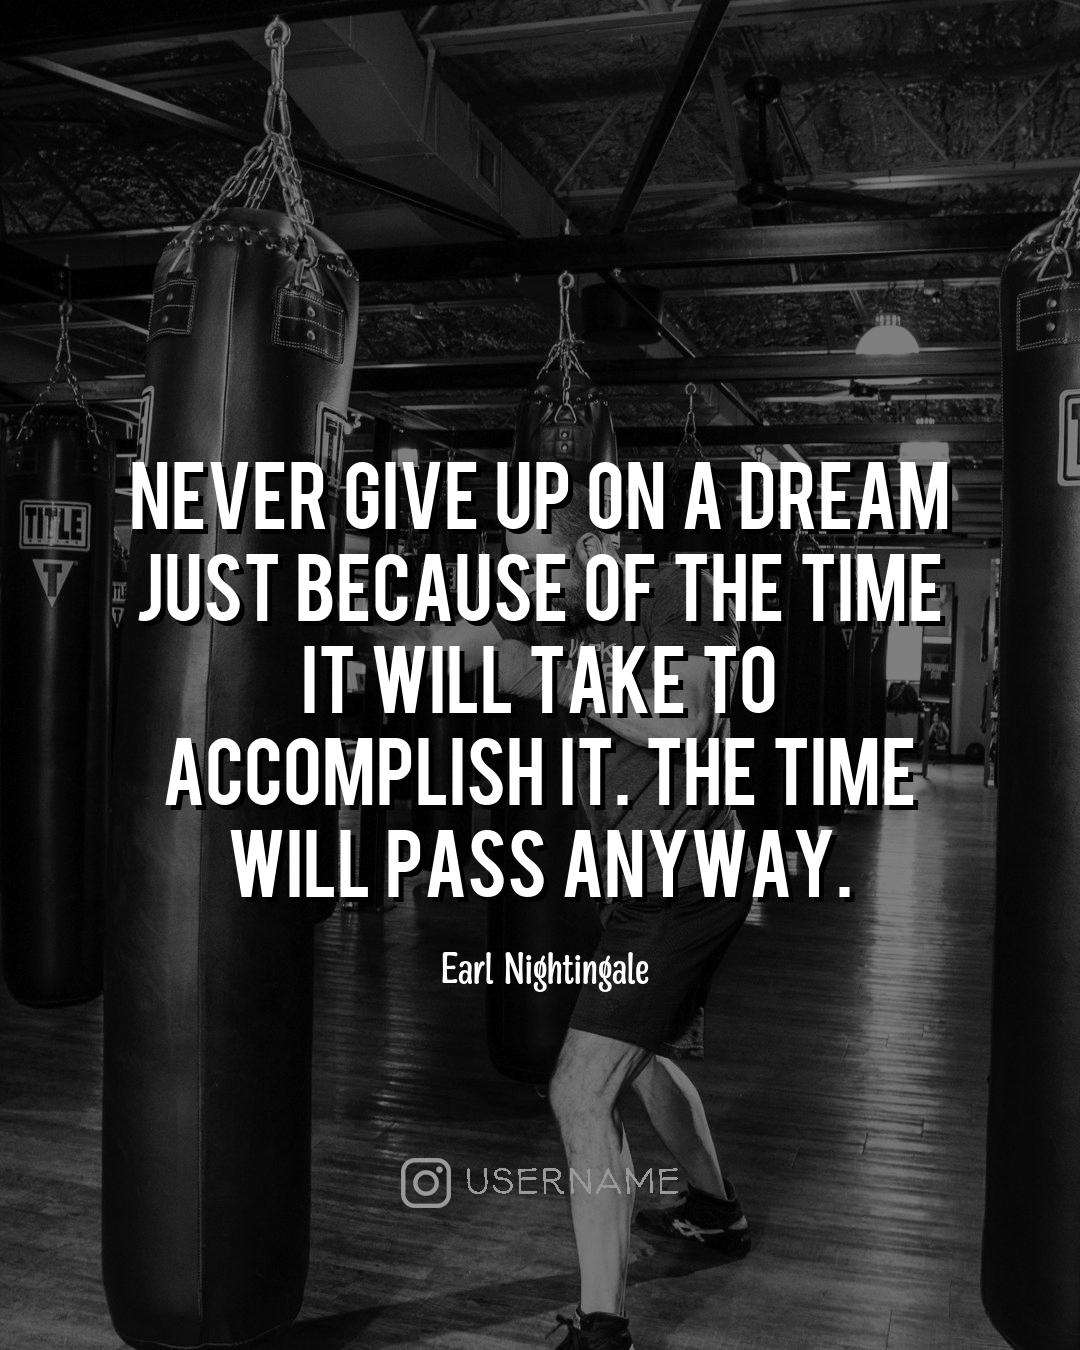 TITLE
T
NEVER GIVE UP ON A DREAM
JUST BECAUSE OF THE TIME
IT WILL TAKE TO
ACCOMPLISH IT. THE TIME
WILL PASS ANYWAY.
Earl Nightingale
USERNAME